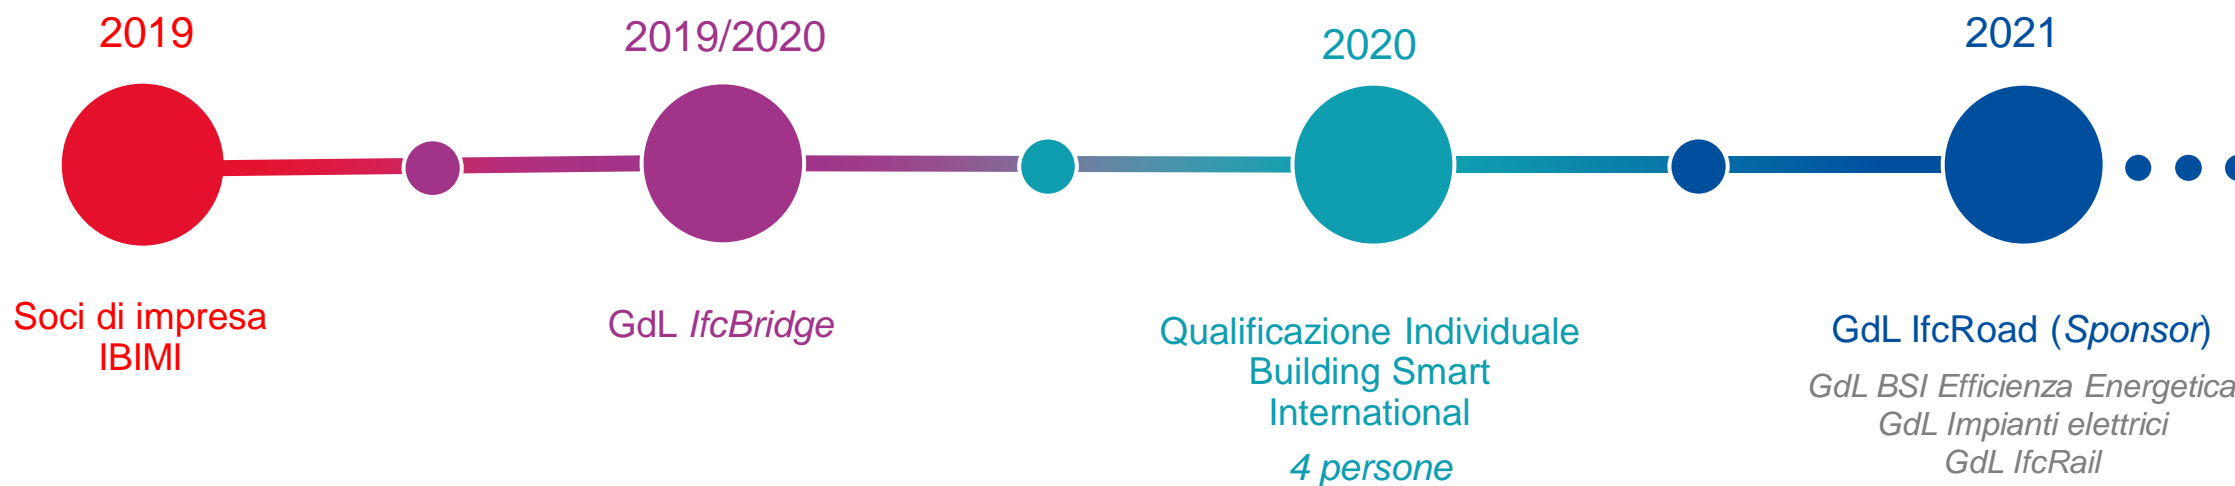 2019
Soci di impresa
IBIMI
2019/2020
GdL IfcBridge
2020
Qualificazione Individuale
Building Smart
International
4 persone
2021
GdL IfcRoad (Sponsor)
GdL BSI Efficienza Energetica
GdL Impianti elettrici
GdL IfcRail